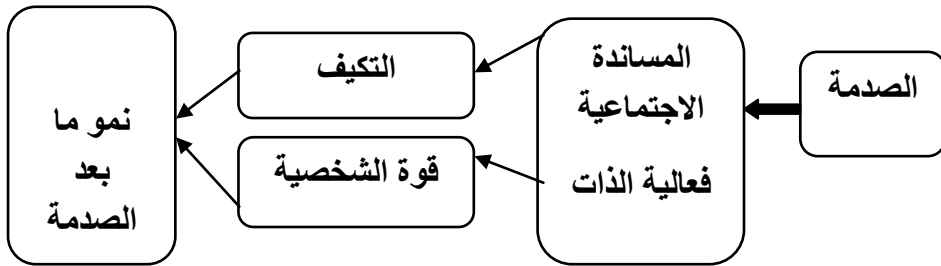 الصدمة
المساندة
الاجتماعية
فعالية الذات
التكيف
قوة الشخصية
نمو ما
بعد
الصدمة